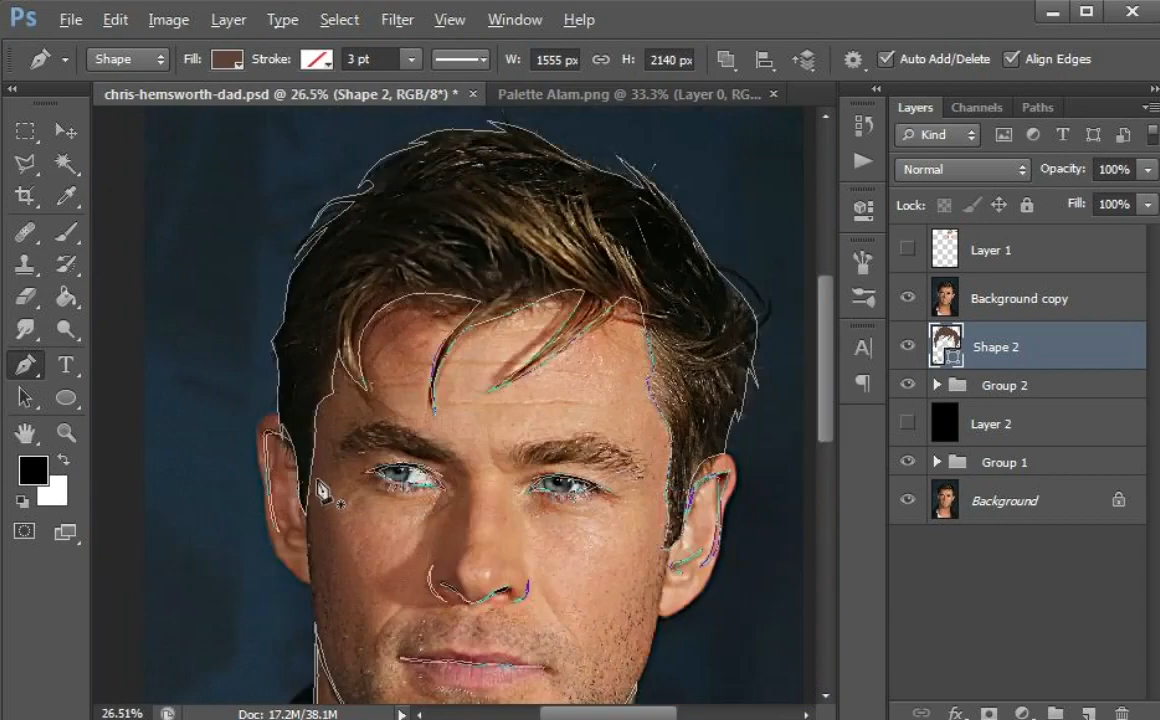 Ps File Edit Image Layer Type Select Filter View Window Help
Shape Fill: Stroke: 3 pt W: 1555 px H: 2140 px Auto Add/Delete Align Edges
chris-hemsworth-dad.psd @ 26.5% (Shape 2, RGB/8*) * × Palette Alam.png @ 33.3% (Layer 0, RG... ×
Layers Channels Paths
Kind
Normal Opacity: 100%
Lock: Fill: 100%
Layer 1
Background copy
Shape 2
Group 2
Layer 2
Group 1
Background
26.51% Doc: 17.2M/38.1M